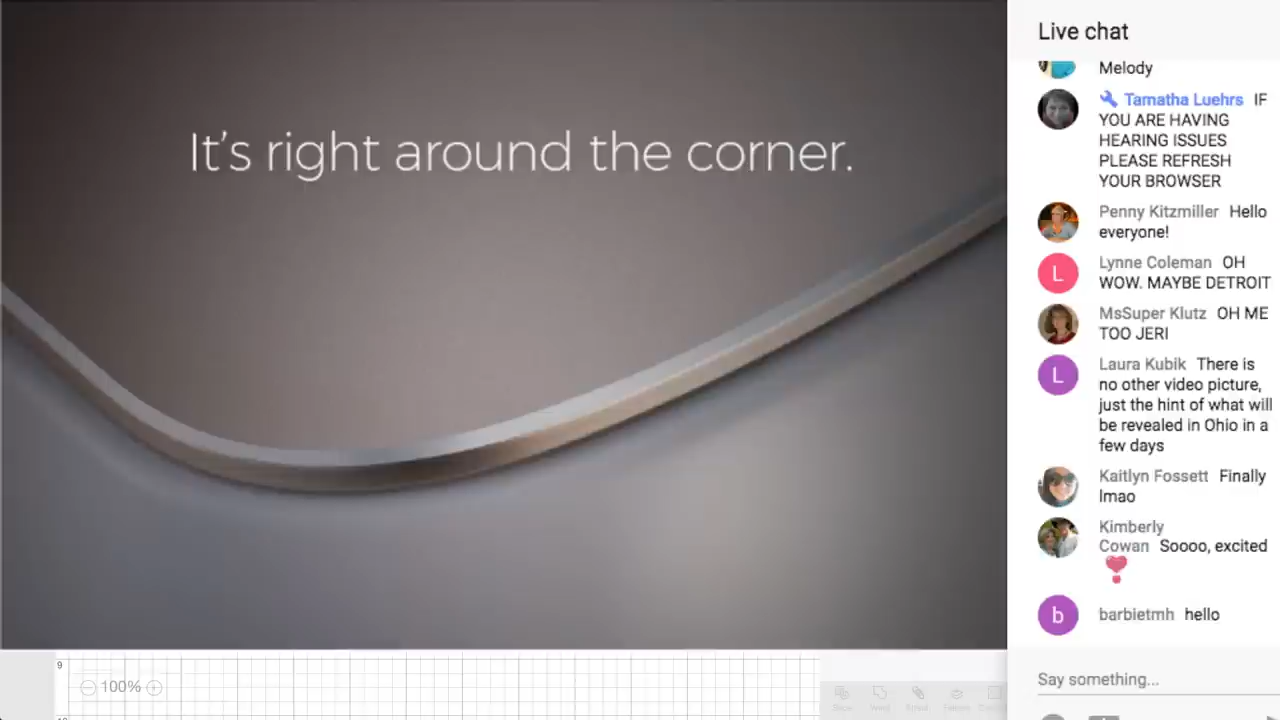 It's right around the corner.
9
100%
Live chat
Melody
Tamatha Luehrs IF
YOU ARE HAVING
HEARING ISSUES
PLEASE REFRESH
YOUR BROWSER
Penny Kitzmiller Hello
everyone!
L
Lynne Coleman OH
WOW. MAYBE DETROIT
MsSuper Klutz OH ME
TOO JERI
L
Laura Kubik There is
no other video picture,
just the hint of what will
be revealed in Ohio in a
few days
Kaitlyn Fossett Finally
lmao
Kimberly
Cowan Soooo, excited
b
barbietmh hello
Say something...